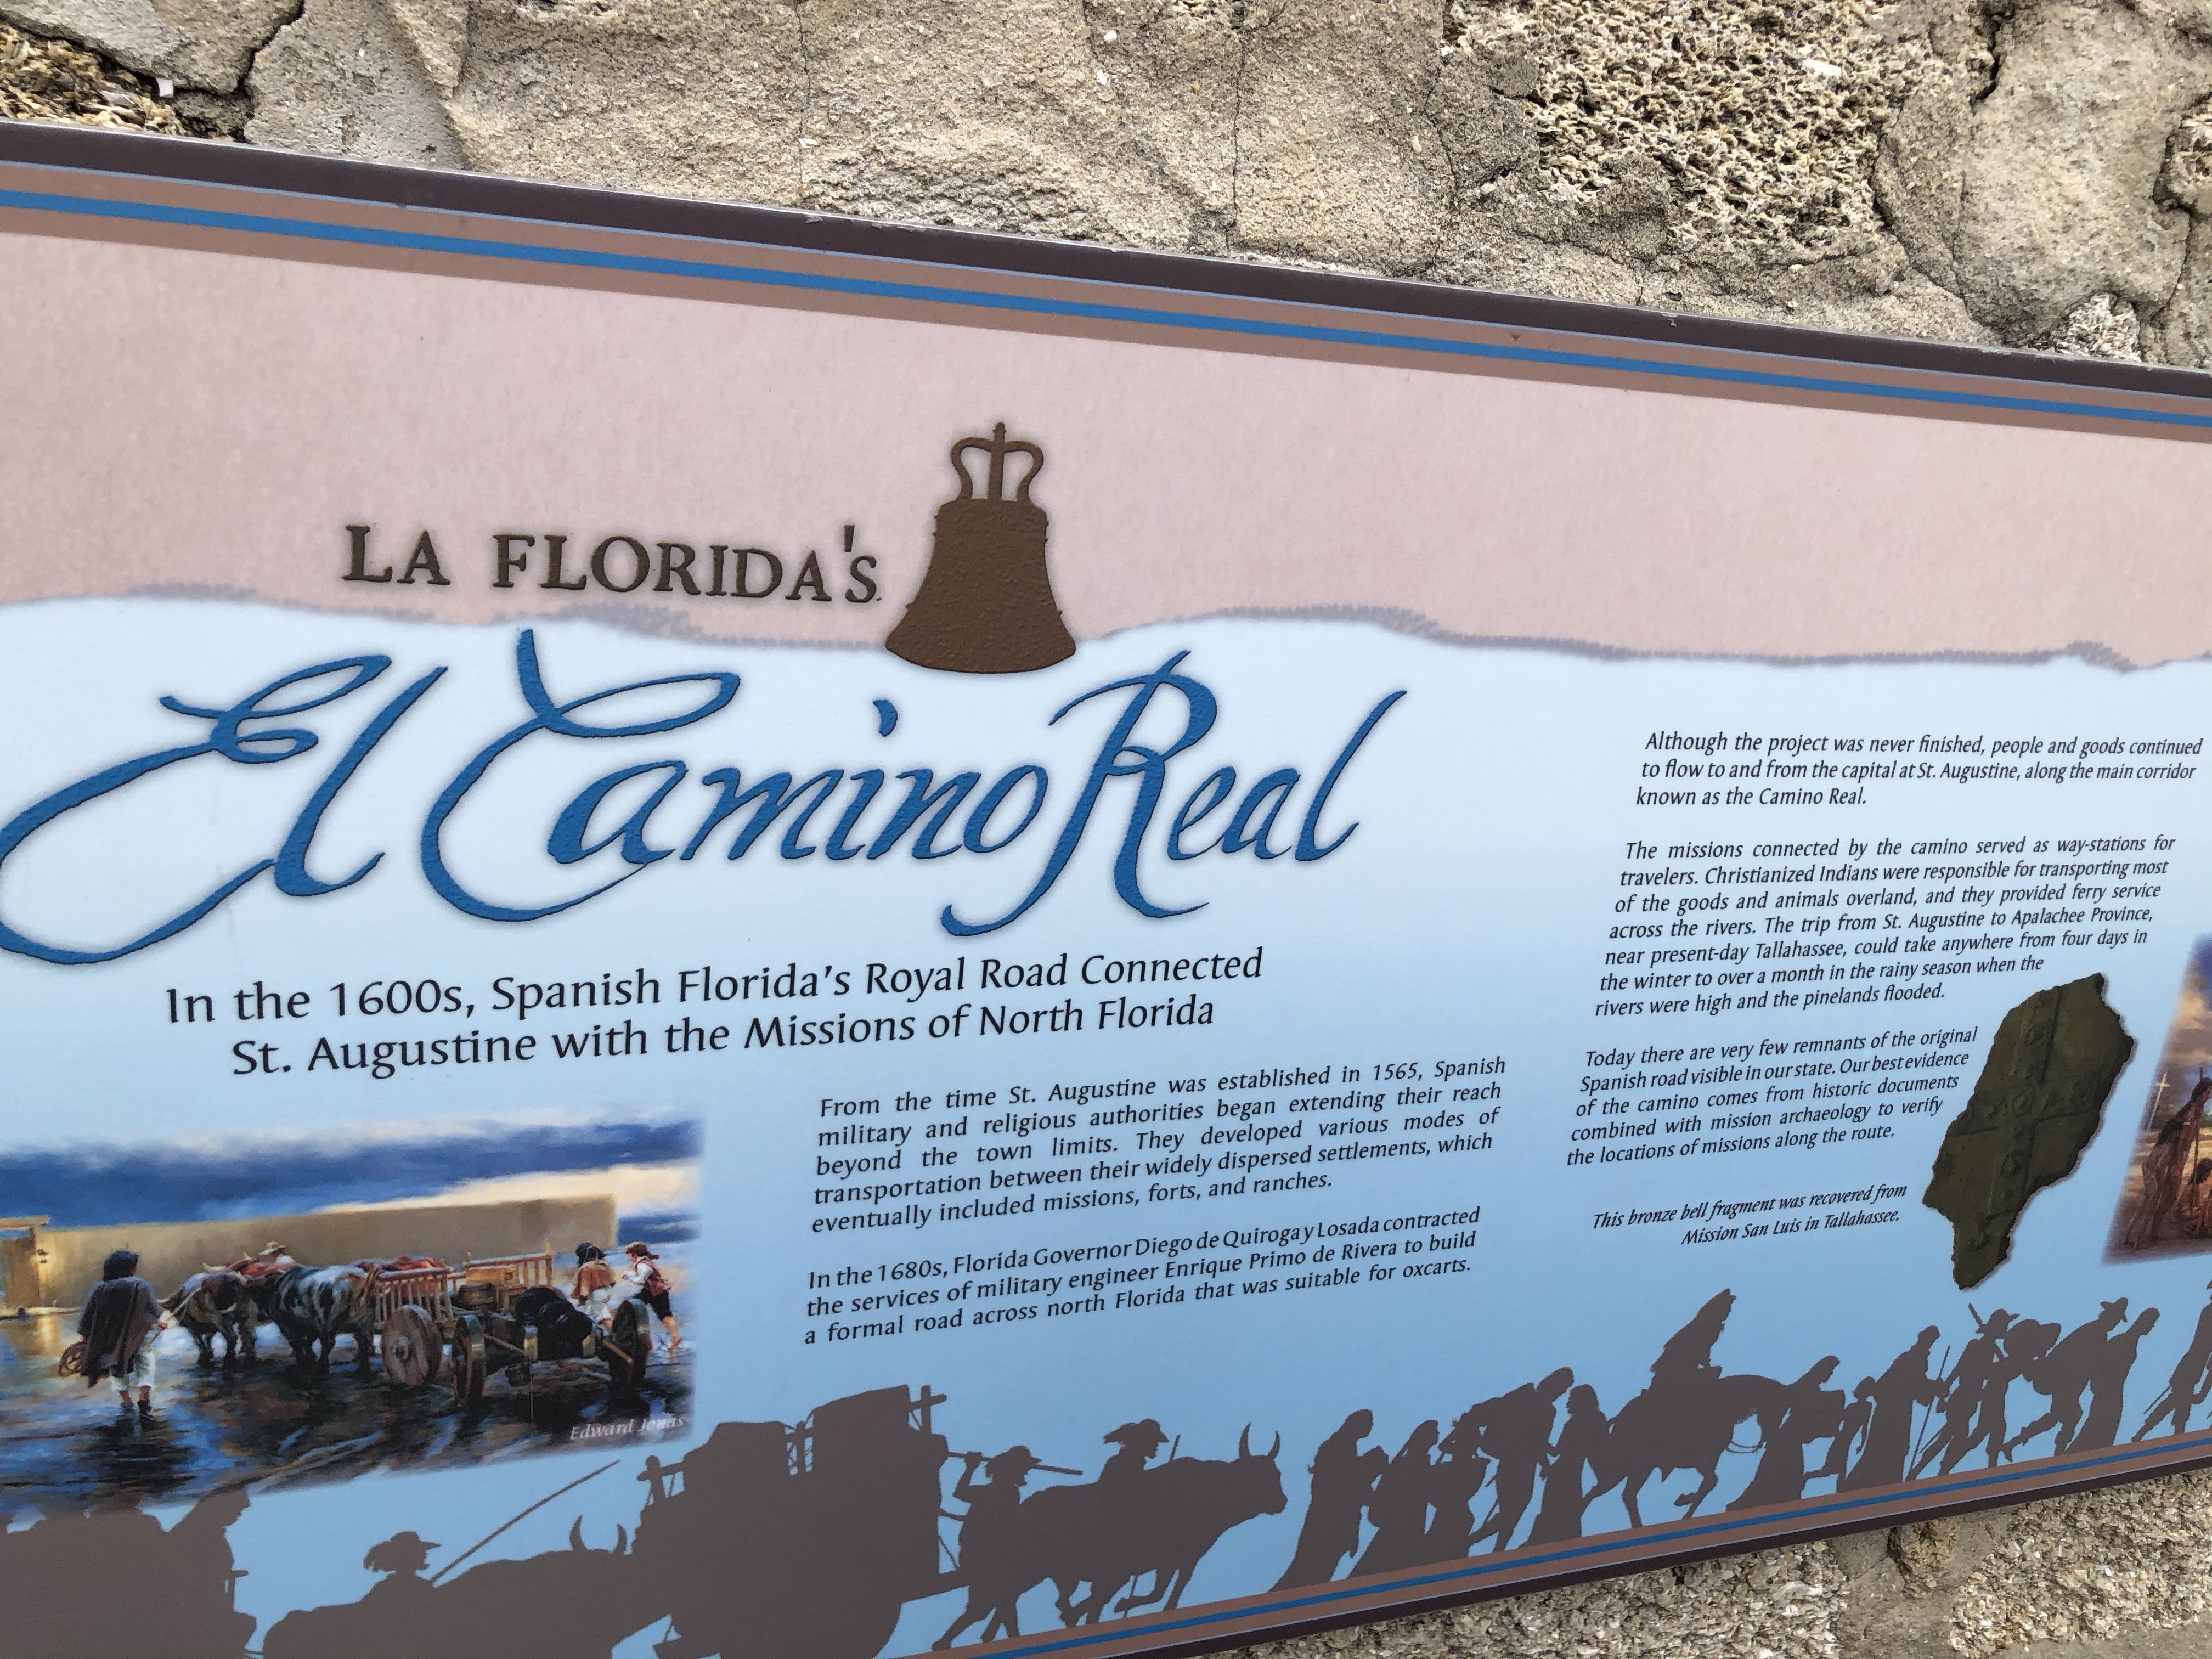 LA FLORIDA'S
El Camino Real
In the 1600s, Spanish Florida's Royal Road Connected
St. Augustine with the Missions of North Florida
From the time St. Augustine was established in 1565, Spanish
military and religious authorities began extending their reach
beyond the town limits. They developed various modes of
transportation between their widely dispersed settlements, which
eventually included missions, forts, and ranches.
In the 1680s, Florida Governor Diego de Quiroga y Losada contracted
the services of military engineer Enrique Primo de Rivera to build
a formal road across north Florida that was suitable for oxcarts.
Edward Jonas
Although the project was never finished, people and goods continued
to flow to and from the capital at St. Augustine, along the main corridor
known as the Camino Real.
The missions connected by the camino served as way-stations for
travelers. Christianized Indians were responsible for transporting most
of the goods and animals overland, and they provided ferry service
across the rivers. The trip from St. Augustine to Apalachee Province,
near present-day Tallahassee, could take anywhere from four days in
the winter to over a month in the rainy season when the
rivers were high and the pinelands flooded.
Today there are very few remnants of the original
Spanish road visible in our state. Our best evidence
of the camino comes from historic documents
combined with mission archaeology to verify
the locations of missions along the route.
This bronze bell fragment was recovered from
Mission San Luis in Tallahassee.